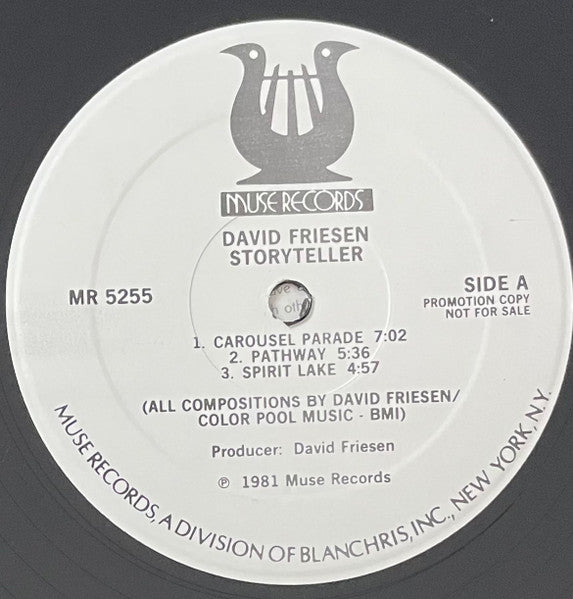 MUSE RECORDS
DAVID FRIESEN
STORYTELLER
MR 5255
SIDE A
PROMOTION COPY
NOT FOR SALE
1. CAROUSEL PARADE 7:02
2. PATHWAY 5:36
3. SPIRIT LAKE 4:57
(ALL COMPOSITIONS BY DAVID FRIESEN/
COLOR POOL MUSIC - BMI)
Producer: David Friesen
℗ 1981 Muse Records
MUSE RECORDS, A DIVISION OF BLANCHRIS, INC., NEW YORK, N.Y.